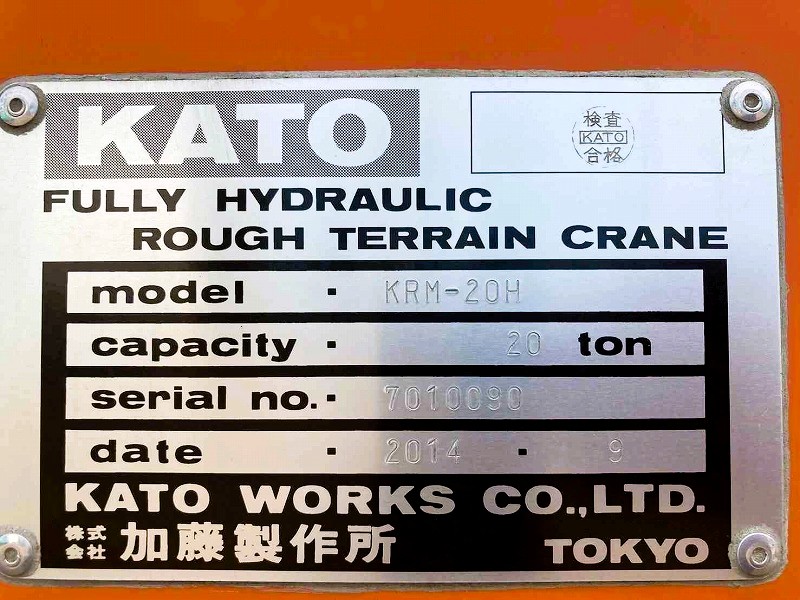 KATO
検査
KATO
合格
FULLY HYDRAULIC
ROUGH TERRAIN CRANE
model · KRM-20H
capacity · 20 ton
serial no. · 7010090
date · 2014 · 9
KATO WORKS CO.,LTD.
株式会社 加藤製作所 TOKYO